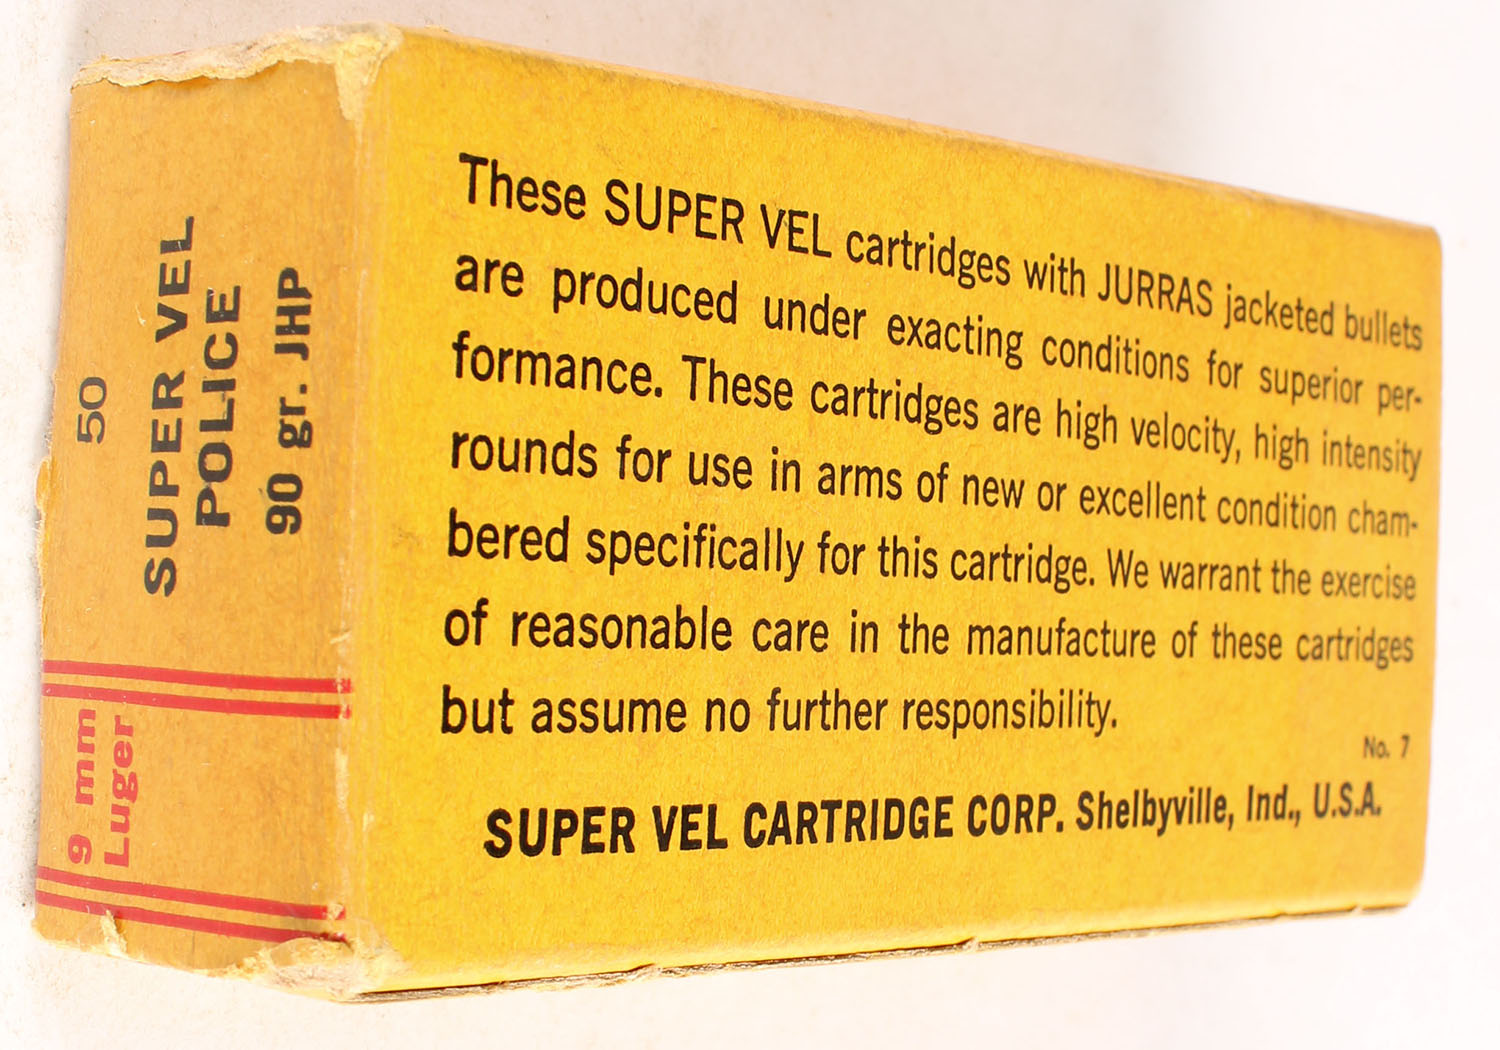 50
SUPER VEL
POLICE
90 gr. JHP
9 mm
Luger
These SUPER VEL cartridges with JURRAS jacketed bullets
are produced under exacting conditions for superior per-
formance. These cartridges are high velocity, high intensity
rounds for use in arms of new or excellent condition cham-
bered specifically for this cartridge. We warrant the exercise
of reasonable care in the manufacture of these cartridges
but assume no further responsibility.
No. 7
SUPER VEL CARTRIDGE CORP. Shelbyville, Ind., U.S.A.